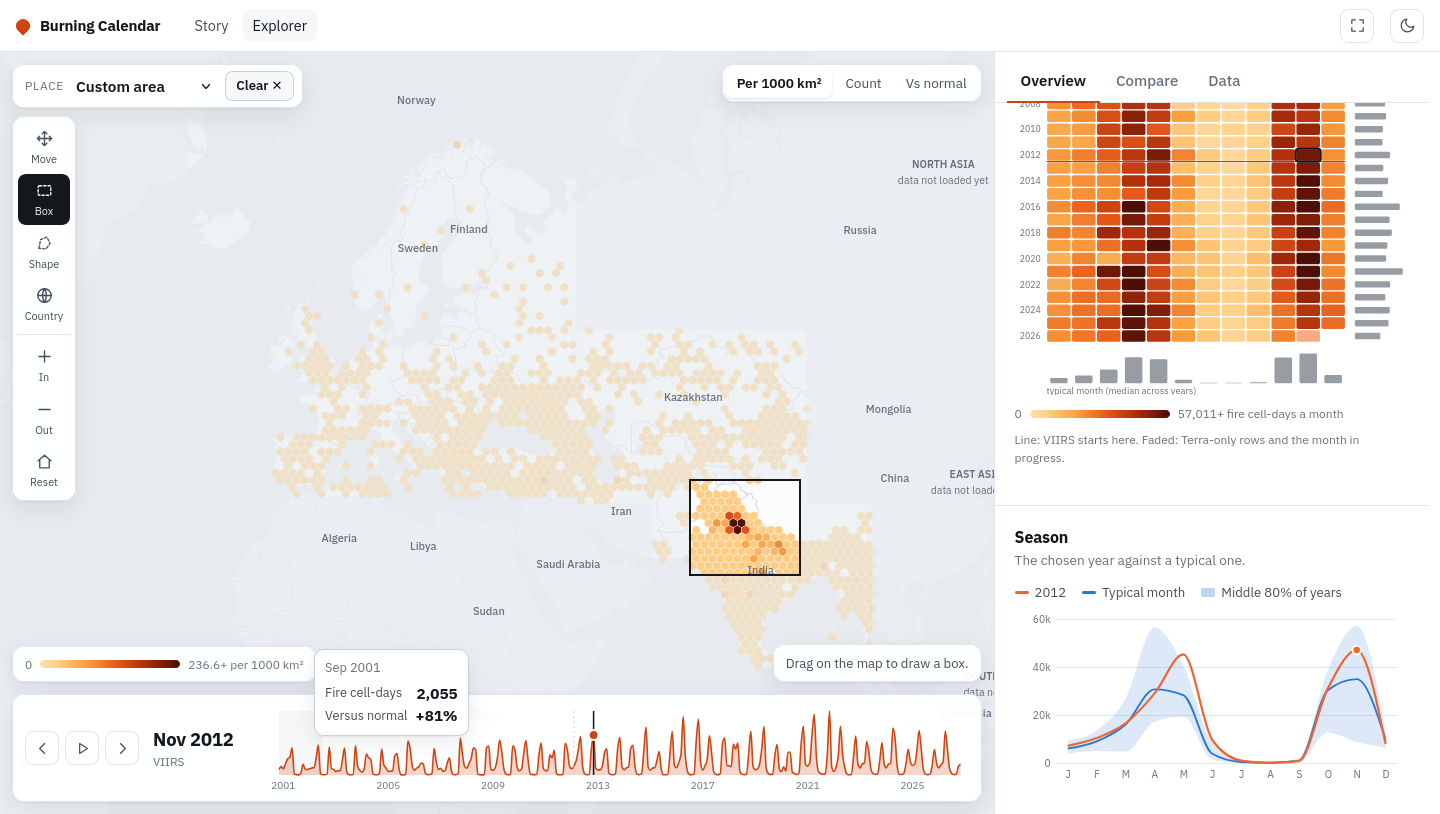 Burning Calendar
Story
Explorer
PLACE
Custom area
Clear ✕
Per 1000 km²
Count
Vs normal
Move
Box
Shape
Country
In
Out
Reset
Norway
Finland
Sweden
NORTH ASIA
data not loaded yet
Russia
Kazakhstan
Mongolia
China
EAST ASI
data not loade
Iran
Algeria
Libya
Saudi Arabia
India
Sudan
0
236.6+ per 1000 km²
Sep 2001
Fire cell-days 2,055
Versus normal +81%
Drag on the map to draw a box.
Nov 2012
VIIRS
2001
2005
2009
2013
2017
2021
2025
Overview
Compare
Data
2008
2010
2012
2014
2016
2018
2020
2022
2024
2026
typical month (median across years)
0
57,011+ fire cell-days a month
Line: VIIRS starts here. Faded: Terra-only rows and the month in
progress.
Season
The chosen year against a typical one.
2012
Typical month
Middle 80% of years
60k
40k
20k
0
J F M A M J J A S O N D